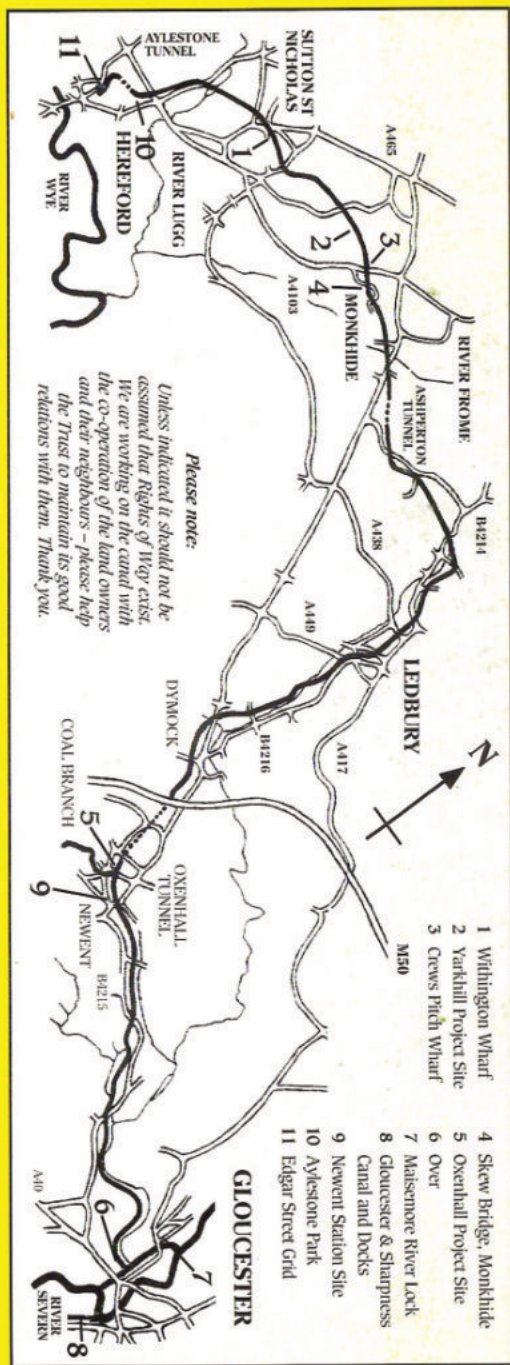 11
AYLESTONE
TUNNEL
10
HEREFORD
RIVER WYE
SUTTON ST
NICHOLAS
1
RIVER LUGG
A465
2
3
4
MONKHIDE
A4103
RIVER FROME
ASHPERTON
TUNNEL
B4214
A438
A449
LEDBURY
A417
B4216
DYMOCK
N
M50
COAL BRANCH
5
OXENHALL
TUNNEL
9
NEWENT
B4215
A40
6
GLOUCESTER
7
RIVER
SEVERN
8
Please note:
Unless indicated it should not be
assumed that Rights of Way exist.
We are working on the canal with
the co-operation of the land owners
and their neighbours – please help
the Trust to maintain its good
relations with them. Thank you.
1 Withington Wharf
2 Yarkhill Project Site
3 Crews Pitch Wharf
4 Skew Bridge, Monkhide
5 Oxenhall Project Site
6 Over
7 Maisemore River Lock
8 Gloucester & Sharpness
Canal and Docks
9 Newent Station Site
10 Aylestone Park
11 Edgar Street Grid